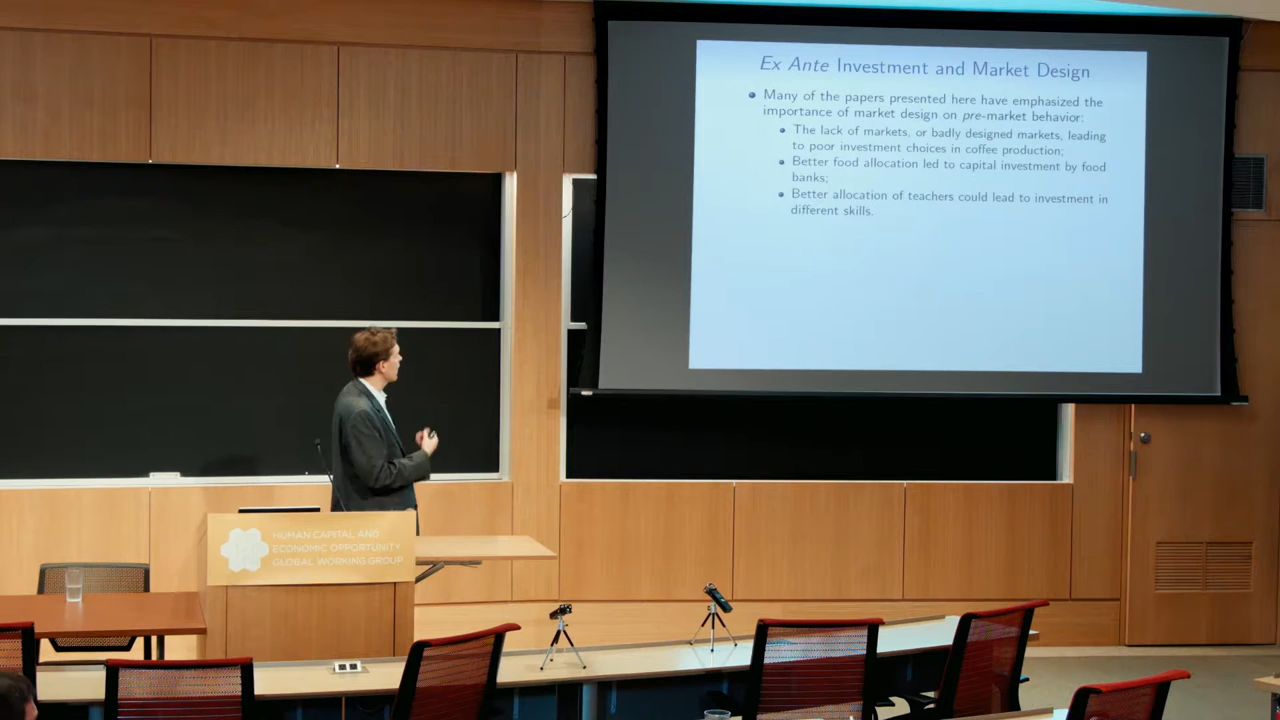 Ex Ante Investment and Market Design
Many of the papers presented here have emphasized the
importance of market design on pre-market behavior:
The lack of markets, or badly designed markets, leading
to poor investment choices in coffee production;
Better food allocation led to capital investment by food
banks;
Better allocation of teachers could lead to investment in
different skills.
HUMAN CAPITAL AND
ECONOMIC OPPORTUNITY
GLOBAL WORKING GROUP